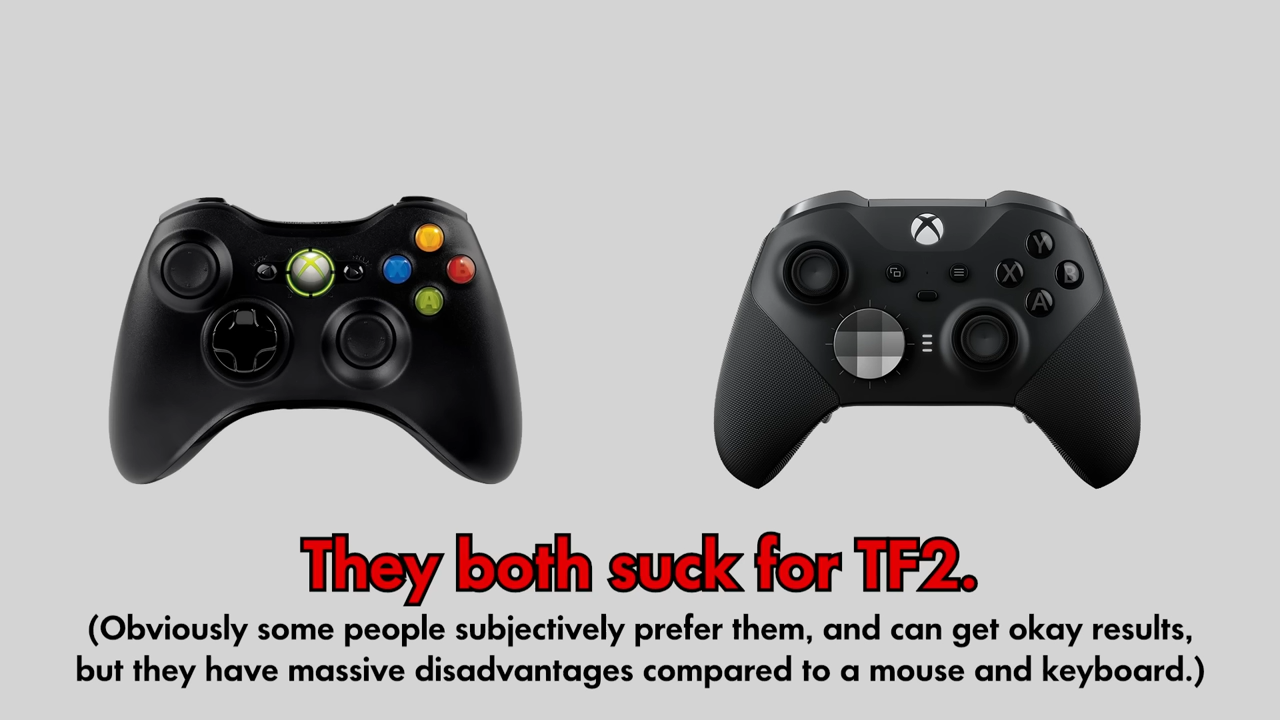 Y
X
B
A
Y
X
B
A
They both suck for TF2.
(Obviously some people subjectively prefer them, and can get okay results,
but they have massive disadvantages compared to a mouse and keyboard.)